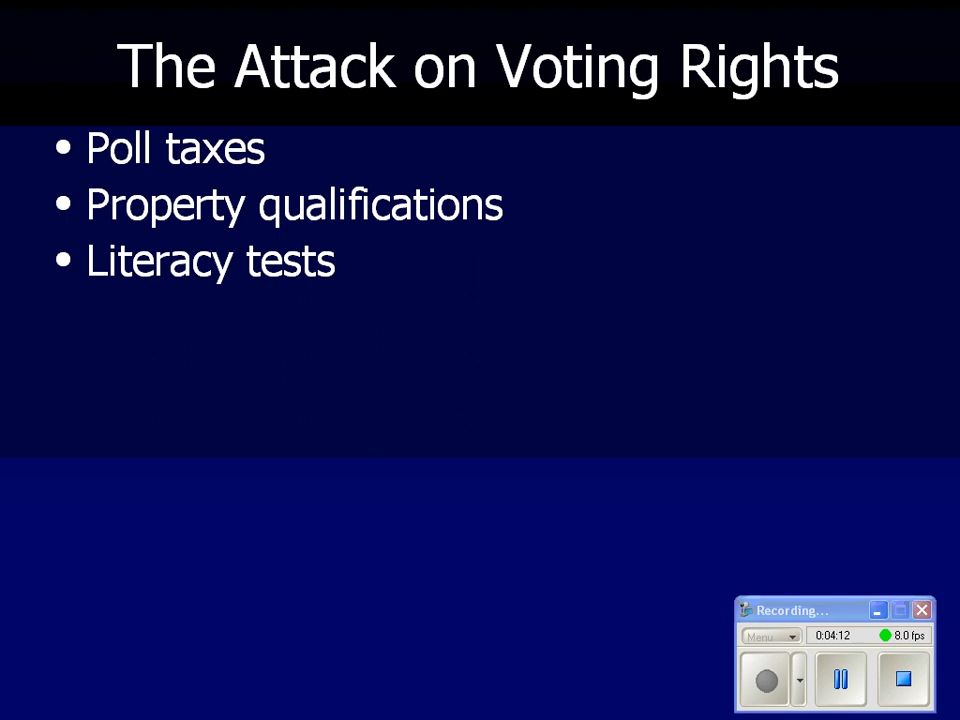 The Attack on Voting Rights
• Poll taxes
• Property qualifications
• Literacy tests
Recording...
Menu
0:04:12
8.0 fps